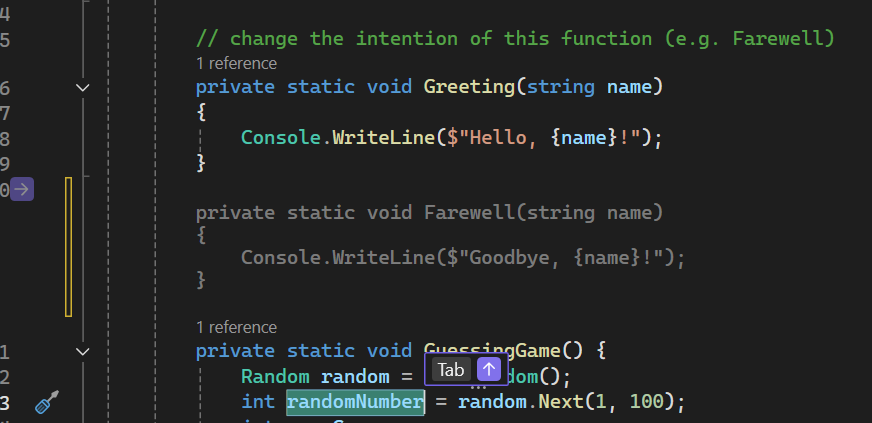 4
5 // change the intention of this function (e.g. Farewell)
1 reference
6 private static void Greeting(string name)
7 {
8 Console.WriteLine($"Hello, {name}!");
9 }
0
private static void Farewell(string name)
{
Console.WriteLine($"Goodbye, {name}!");
}
1 reference
1 private static void GuessingGame() {
Tab
2 Random random = dom();
3 int randomNumber = random.Next(1, 100);